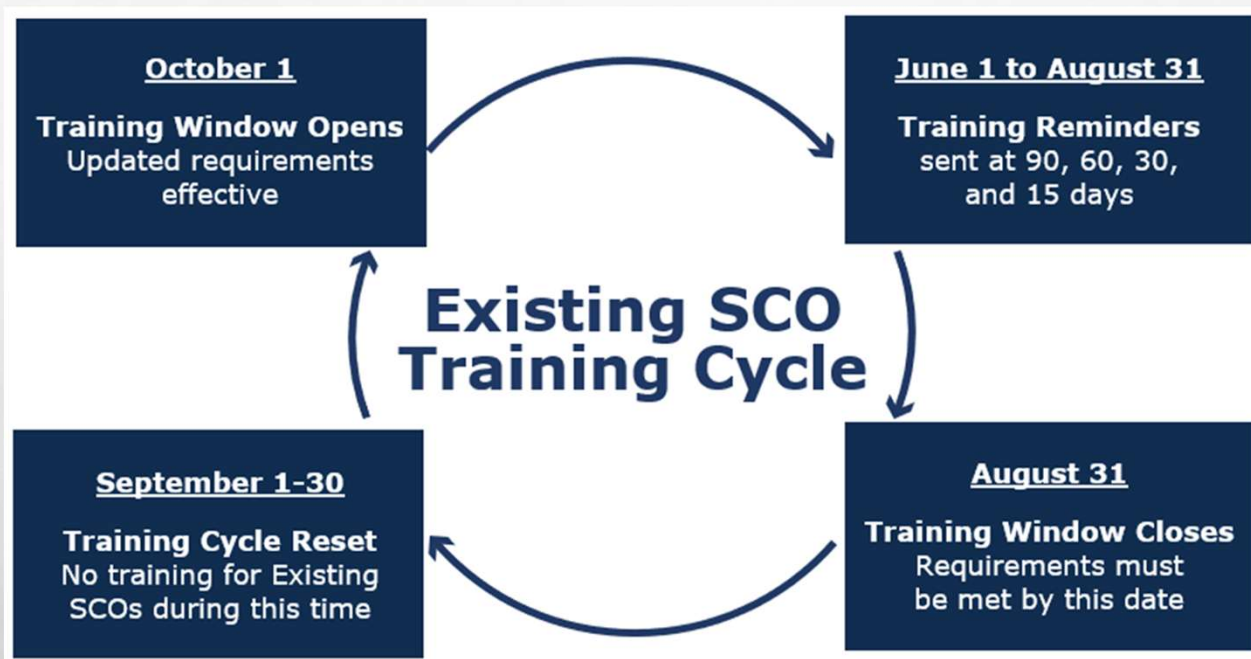 October 1
Training Window Opens
Updated requirements
effective
June 1 to August 31
Training Reminders
sent at 90, 60, 30,
and 15 days
Existing SCO
Training Cycle
September 1-30
Training Cycle Reset
No training for Existing
SCOs during this time
August 31
Training Window Closes
Requirements must
be met by this date